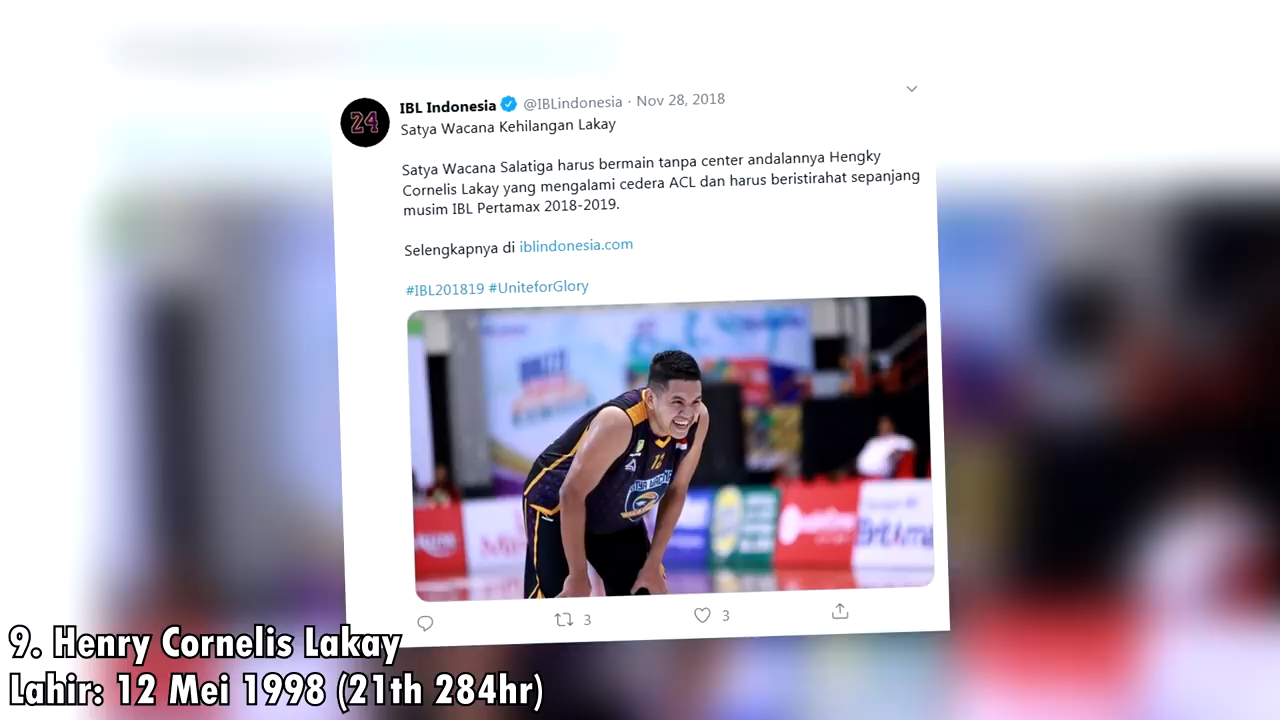 IBL Indonesia @IBLindonesia · Nov 28, 2018
24
Satya Wacana Kehilangan Lakay
Satya Wacana Salatiga harus bermain tanpa center andalannya Hengky
Cornelis Lakay yang mengalami cedera ACL dan harus beristirahat sepanjang
musim IBL Pertamax 2018-2019.
Selengkapnya di iblindonesia.com
#IBL201819 #UniteforGlory
12
3
3
9. Henry Cornelis Lakay
Lahir: 12 Mei 1998 (21th 284hr)